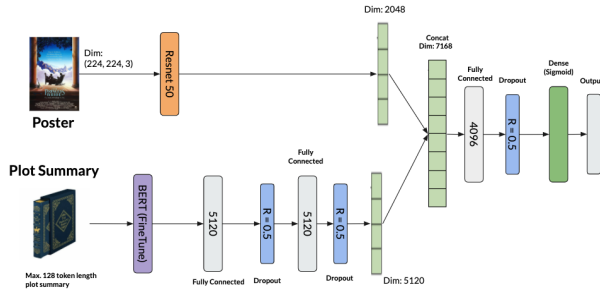 Dim: 2048
Dim:
(224, 224, 3)
Resnet 50
Poster
Concat
Dim: 7168
Fully
Connected
4096
Dropout
R = 0.5
Dense
(Sigmoid)
Outpu
Plot Summary
Max. 128 token length
plot summary
BERT (FineTune)
5120
Fully Connected
R = 0.5
Dropout
Fully
Connected
5120
R = 0.5
Dropout
Dim: 5120